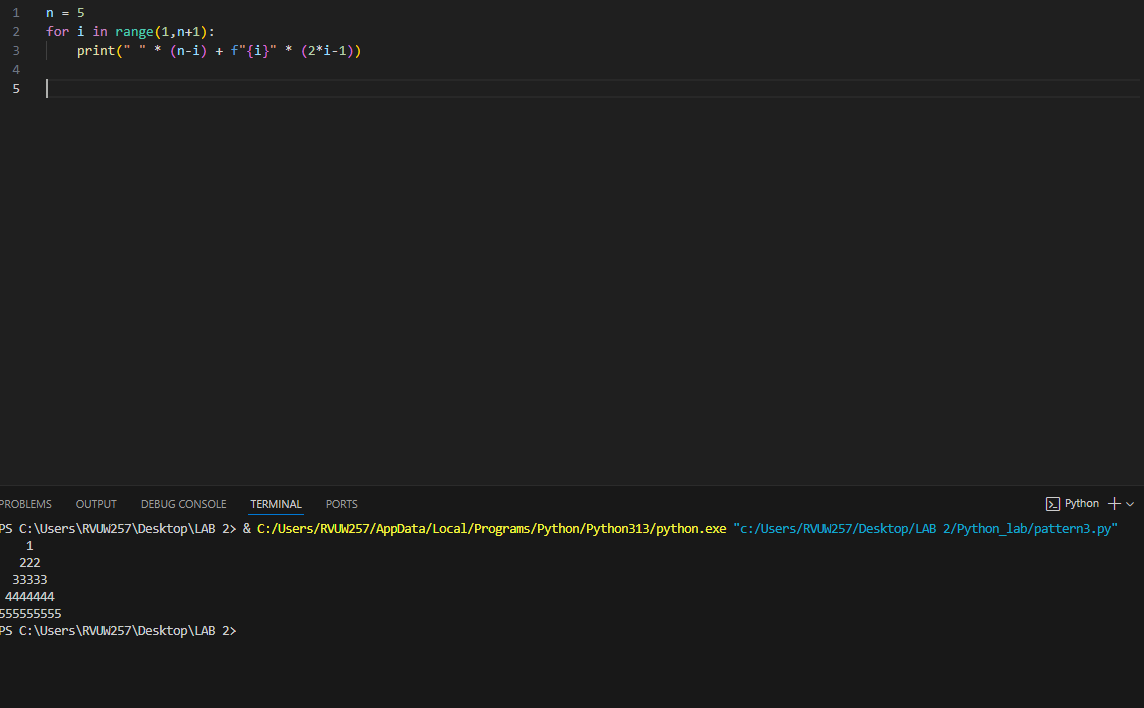 1 n = 5
2 for i in range(1,n+1):
3     print(" " * (n-i) + f"{i}" * (2*i-1))
4
5
PROBLEMS OUTPUT DEBUG CONSOLE TERMINAL PORTS Python
PS C:\Users\RVUW257\Desktop\LAB 2> & C:/Users/RVUW257/AppData/Local/Programs/Python/Python313/python.exe "c:/Users/RVUW257/Desktop/LAB 2/Python_lab/pattern3.py"
    1
   222
  33333
 4444444
555555555
PS C:\Users\RVUW257\Desktop\LAB 2>